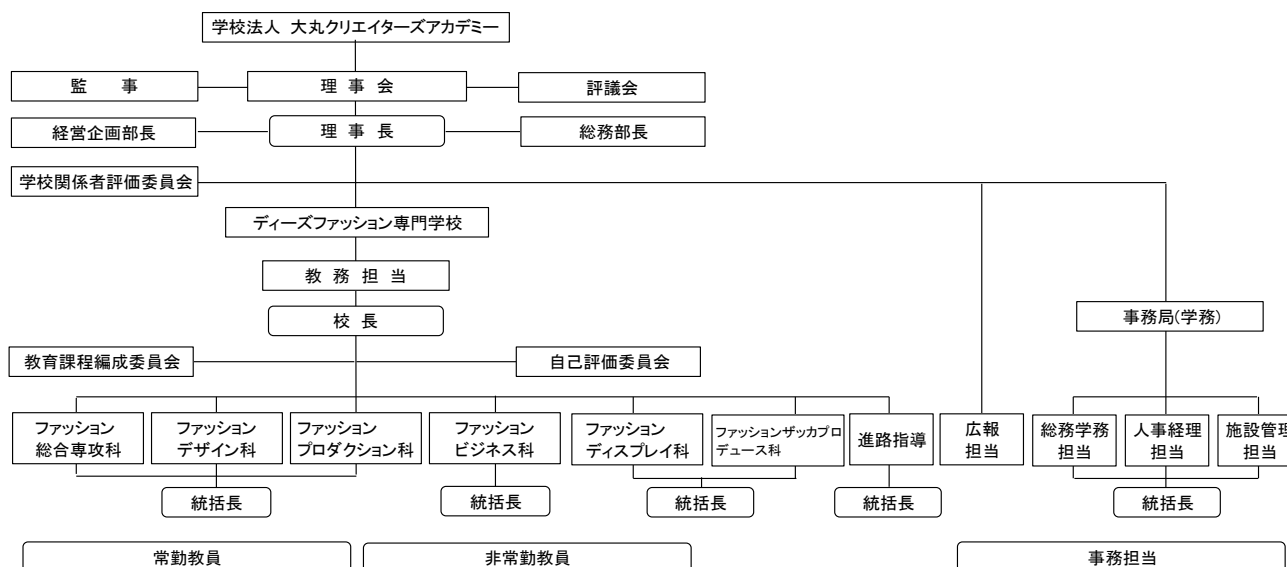 学校法人 大丸クリエイターズアカデミー
監 事
理 事 会
評議会
経営企画部長
理 事 長
総務部長
学校関係者評価委員会
ディーズファッション専門学校
教 務 担 当
校 長
事務局(学務)
教育課程編成委員会
自己評価委員会
ファッション
総合専攻科
ファッション
デザイン科
ファッション
プロダクション科
ファッション
ビジネス科
ファッション
ディスプレイ科
ファッションザッカプロ
デュース科
進路指導
広報
担当
総務学務
担当
人事経理
担当
施設管理
担当
統括長
統括長
統括長
統括長
統括長
常勤教員
非常勤教員
事務担当